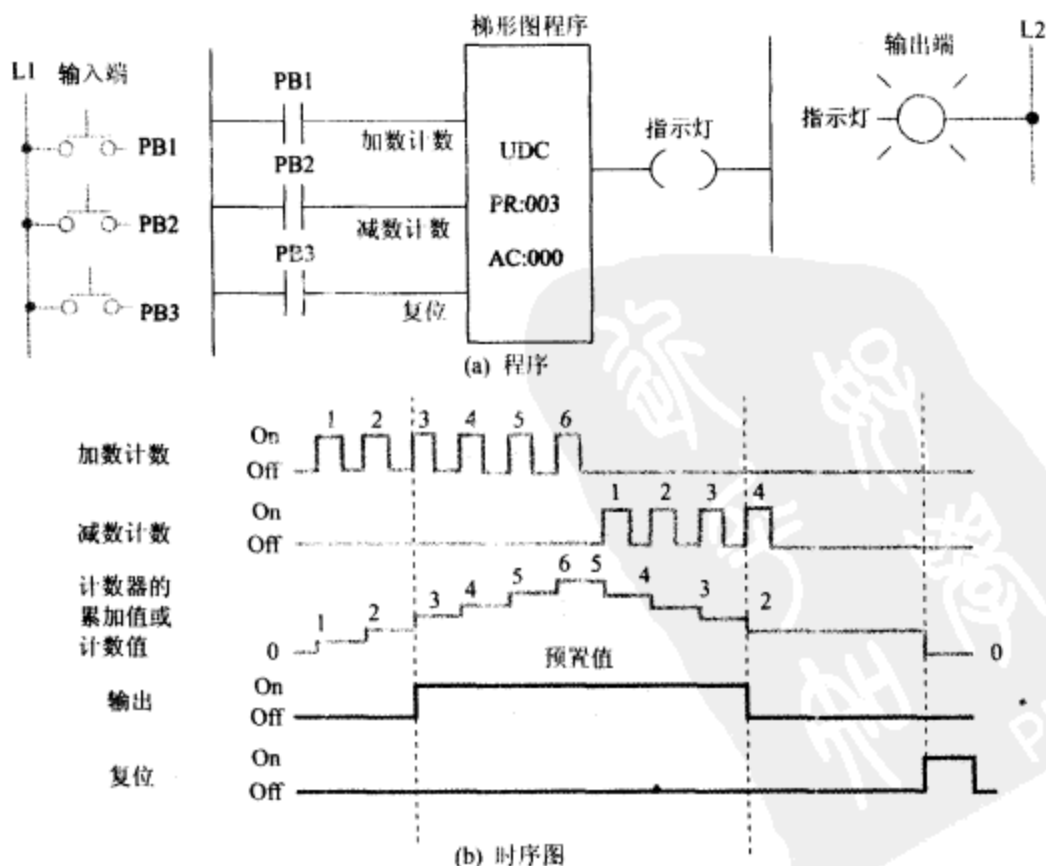 梯形图程序
L1 输入端
PB1
PB2
PB3
PB1
加数计数
PB2
减数计数
PB3
复位
UDC
PR:003
AC:000
指示灯
输出端
L2
指示灯
(a) 程序
加数计数
On
Off
1 2 3 4 5 6
减数计数
On
Off
1 2 3 4
计数器的
累加值或
计数值
0 1 2 3 4 5 6 5 4 3 2 0
预置值
输出
On
Off
复位
On
Off
(b) 时序图